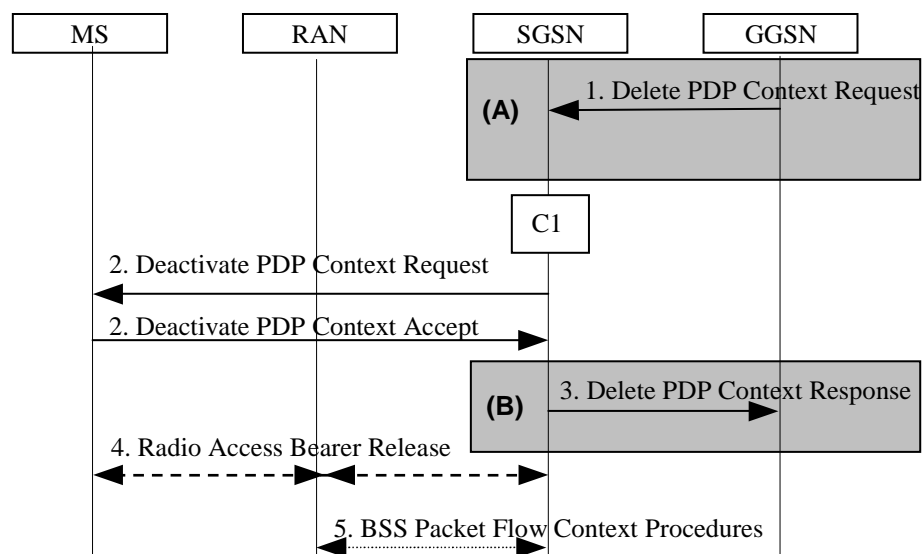 MS RAN SGSN GGSN
1. Delete PDP Context Request
(A)
C1
2. Deactivate PDP Context Request
2. Deactivate PDP Context Accept
(B) 3. Delete PDP Context Response
4. Radio Access Bearer Release
5. BSS Packet Flow Context Procedures